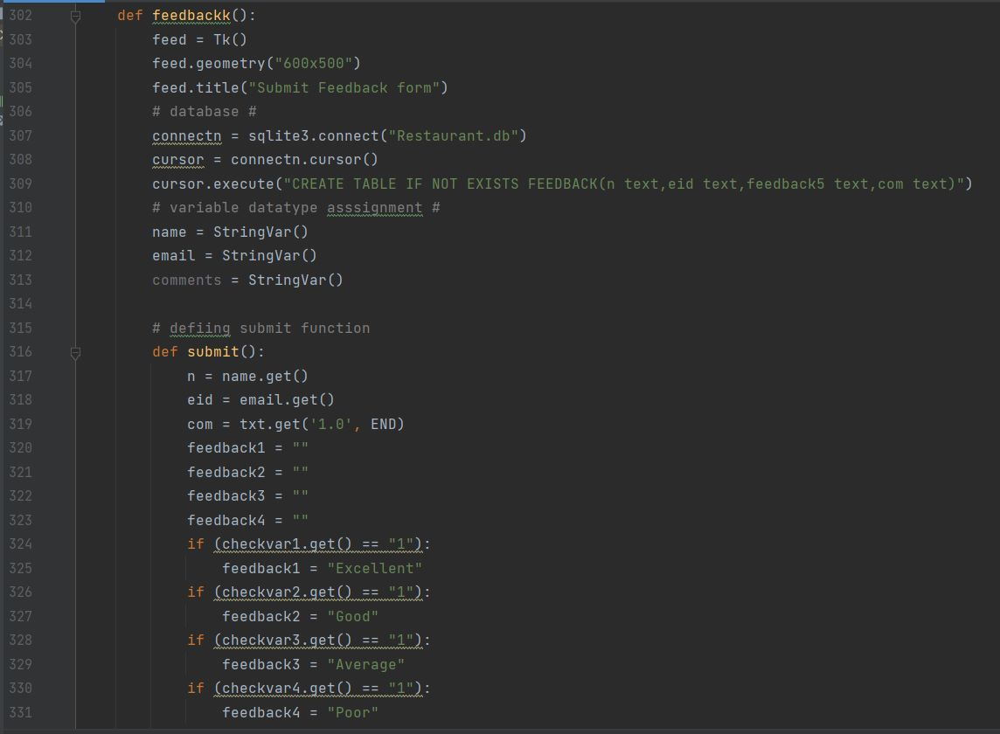 302 def feedbackk():
303 feed = Tk()
304 feed.geometry("600x500")
305 feed.title("Submit Feedback form")
306 # database #
307 connectn = sqlite3.connect("Restaurant.db")
308 cursor = connectn.cursor()
309 cursor.execute("CREATE TABLE IF NOT EXISTS FEEDBACK(n text,eid text,feedback5 text,com text)")
310 # variable datatype asssignment #
311 name = StringVar()
312 email = StringVar()
313 comments = StringVar()
314
315 # defiing submit function
316 def submit():
317 n = name.get()
318 eid = email.get()
319 com = txt.get('1.0', END)
320 feedback1 = ""
321 feedback2 = ""
322 feedback3 = ""
323 feedback4 = ""
324 if (checkvar1.get() == "1"):
325 feedback1 = "Excellent"
326 if (checkvar2.get() == "1"):
327 feedback2 = "Good"
328 if (checkvar3.get() == "1"):
329 feedback3 = "Average"
330 if (checkvar4.get() == "1"):
331 feedback4 = "Poor"